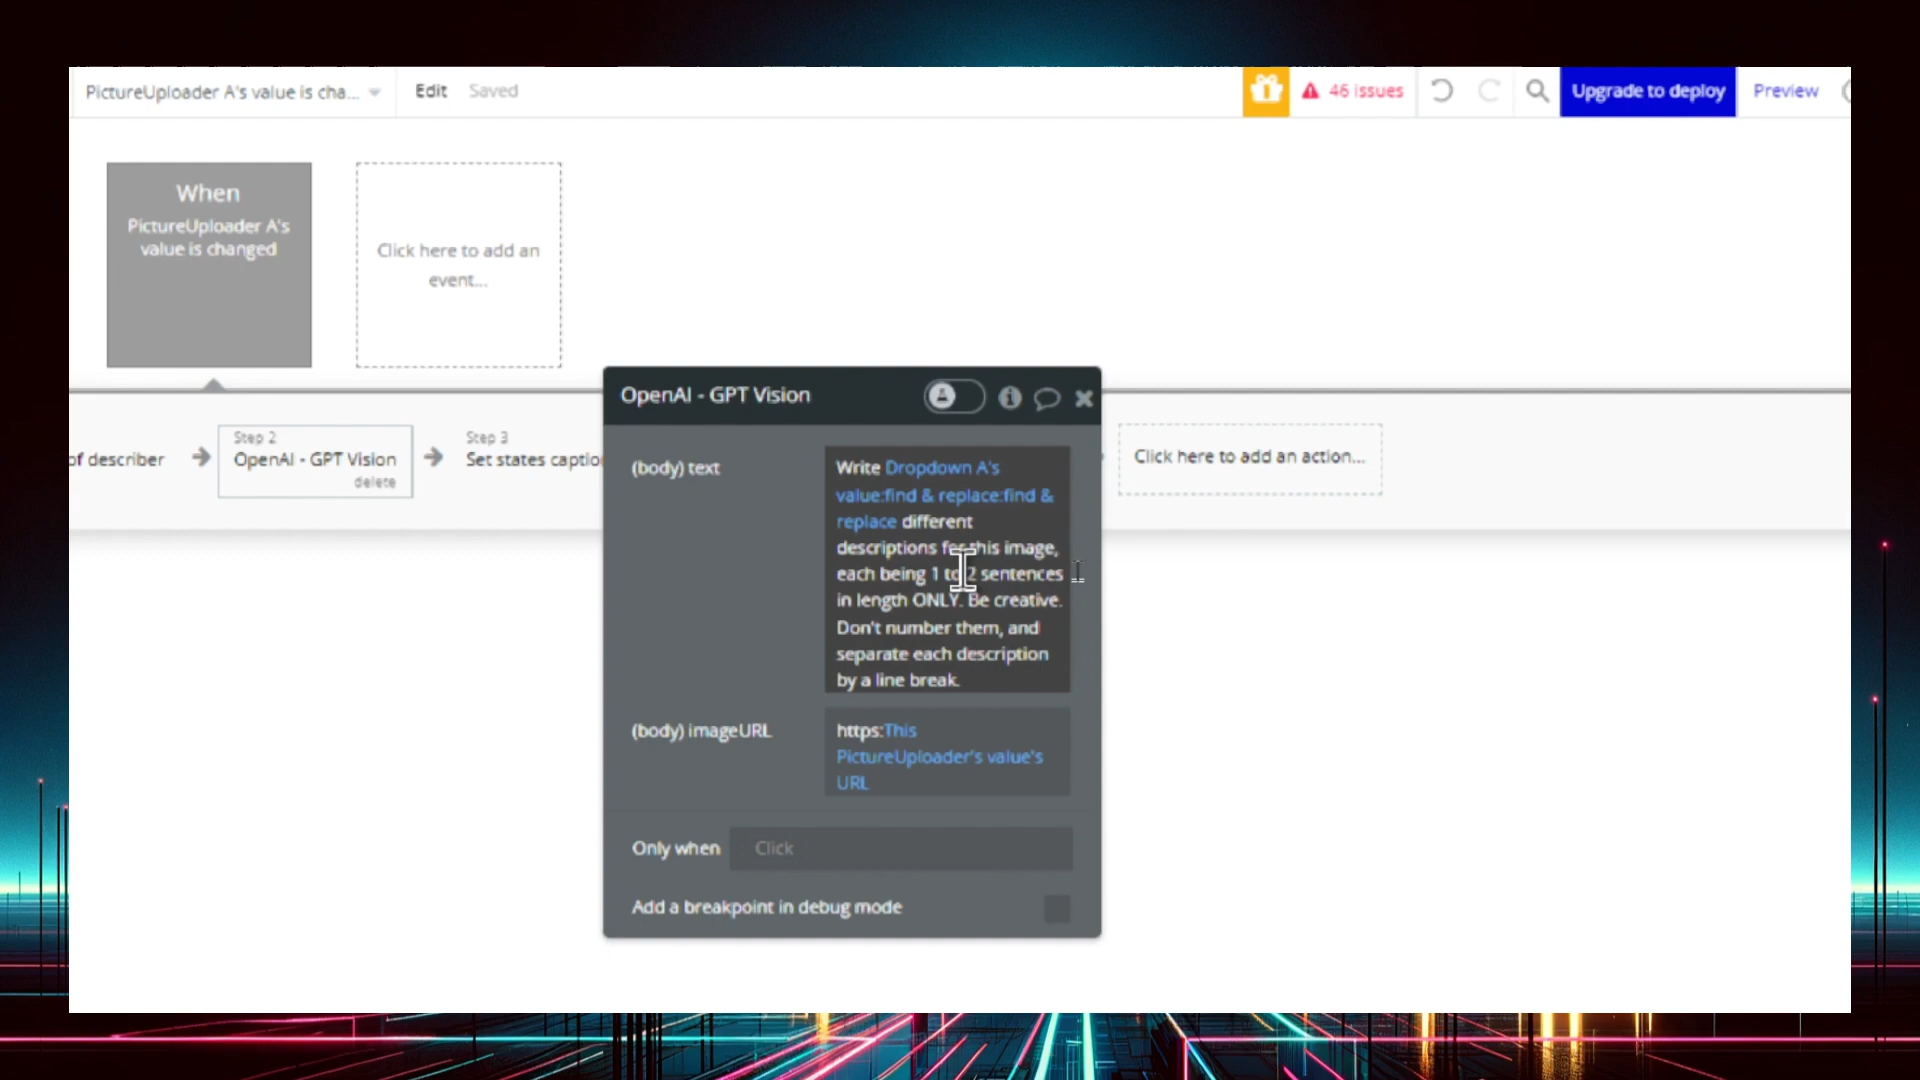 PictureUploader A's value is cha...
Edit
Saved
46 issues
Upgrade to deploy
Preview
When
PictureUploader A's
value is changed
Click here to add an
event...
of describer
Step 2
OpenAI - GPT Vision
delete
Step 3
Set states captio
Click here to add an action...
OpenAI - GPT Vision
(body) text
Write Dropdown A's
value:find & replace:find &
replace different
descriptions for this image,
each being 1 to 2 sentences
in length ONLY. Be creative.
Don't number them, and
separate each description
by a line break.
(body) imageURL
https:This
PictureUploader's value's
URL
Only when
Click
Add a breakpoint in debug mode